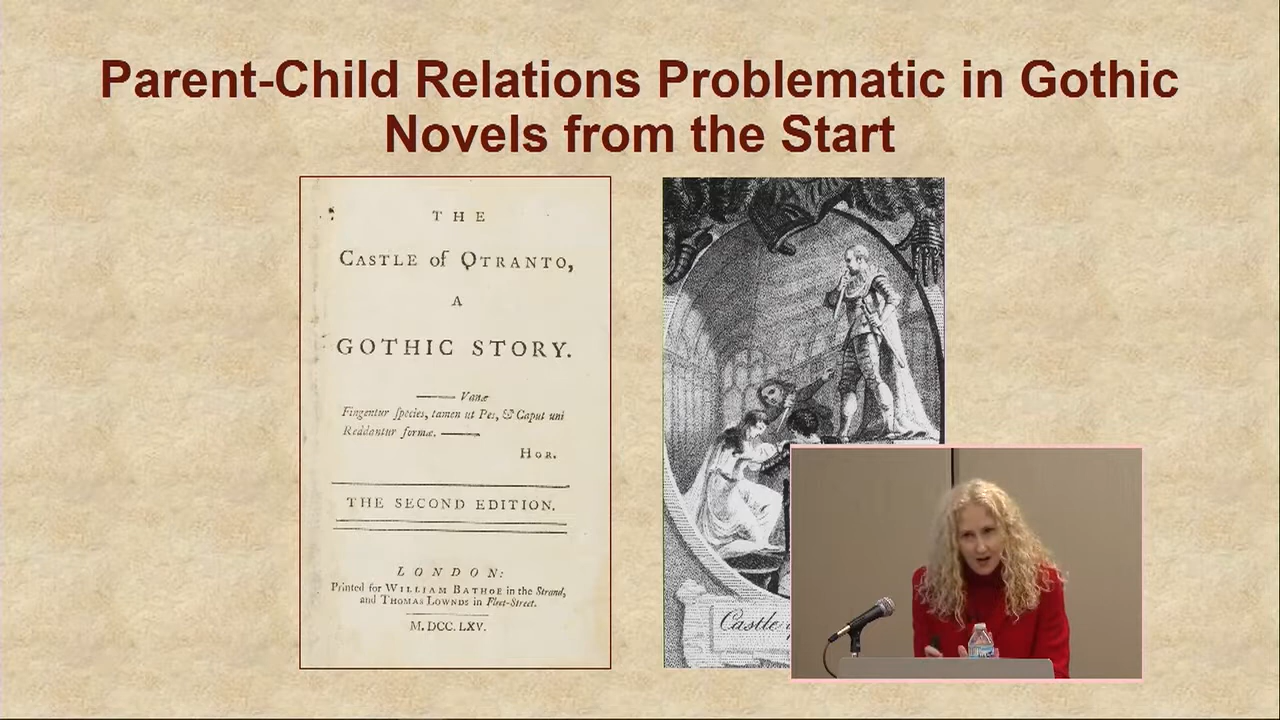 Parent-Child Relations Problematic in Gothic
Novels from the Start
THE
CASTLE of OTRANTO,
A
GOTHIC STORY.
—— Vanæ
Fingentur ſpecies, tamen ut Pes, & Caput uni
Reddantur formæ. ——
HOR.
THE SECOND EDITION.
LONDON:
Printed for WILLIAM BATHOE in the Strand,
and THOMAS LOWNDS in Fleet-Street.
M. DCC. LXV.
Castle